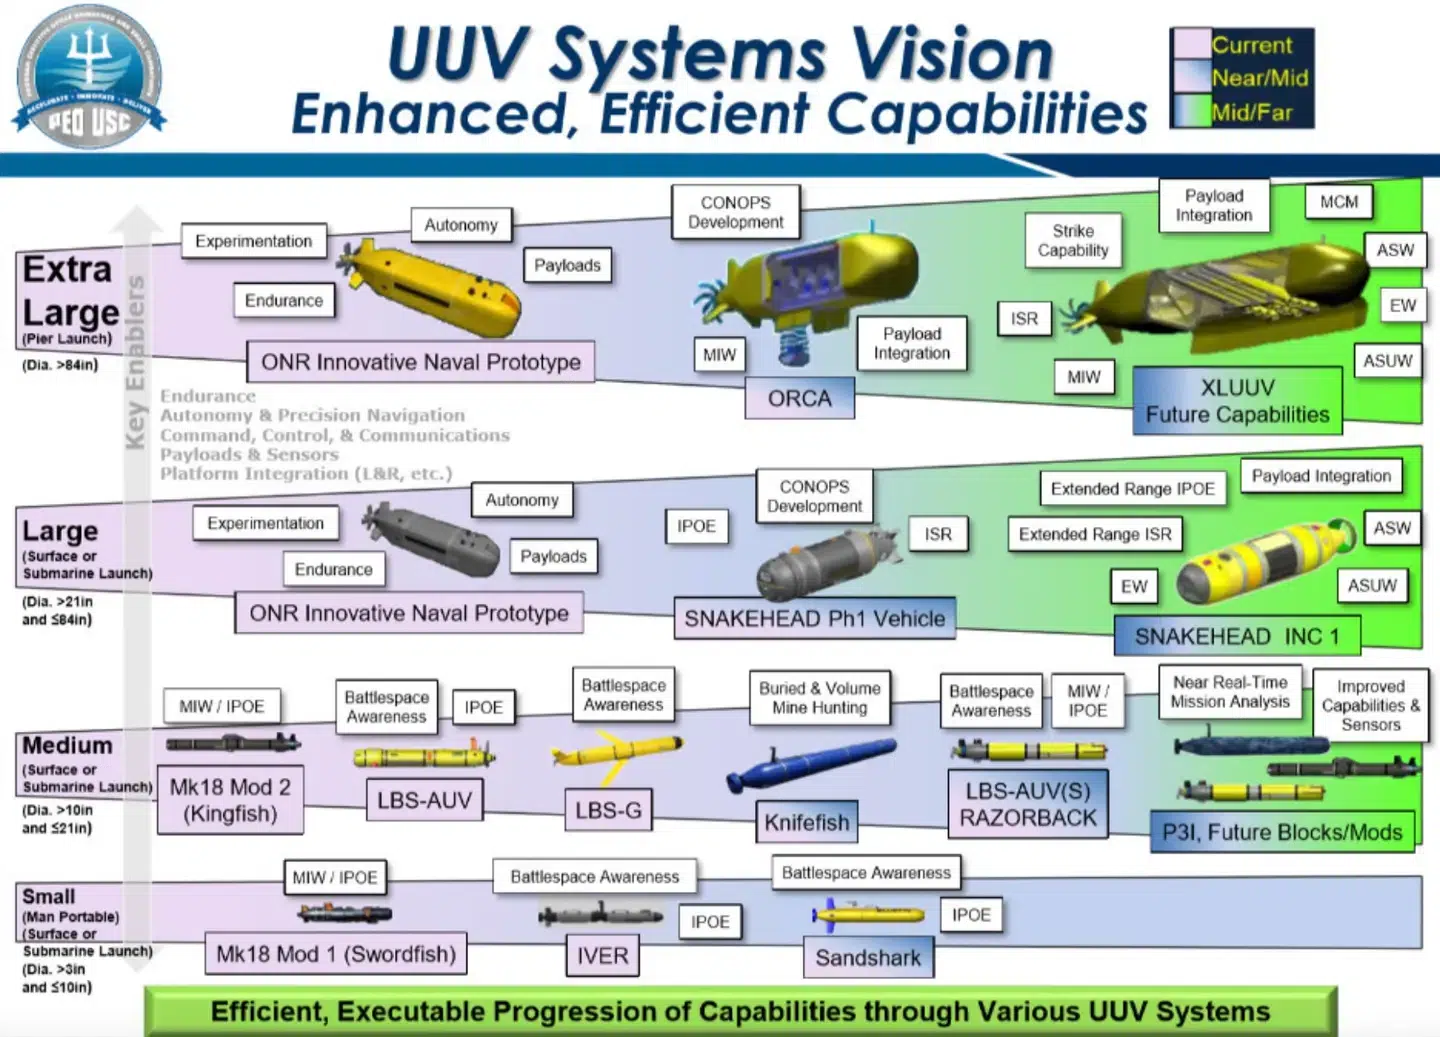 UUV Systems Vision
Enhanced, Efficient Capabilities
Current
Near/Mid
Mid/Far
ACCELERATE • INNOVATE • DELIVER
PEO USC
Key Enablers
Extra
Large
(Pier Launch)
(Dia. >84in)
Experimentation
Autonomy
Payloads
Endurance
ONR Innovative Naval Prototype
CONOPS
Development
MIW
Payload
Integration
ORCA
Strike
Capability
Payload
Integration
MCM
ASW
EW
ASUW
ISR
MIW
XLUUV
Future Capabilities
Endurance
Autonomy & Precision Navigation
Command, Control, & Communications
Payloads & Sensors
Platform Integration (L&R, etc.)
Large
(Surface or
Submarine Launch)
(Dia. >21in
and ≤84in)
Experimentation
Autonomy
Payloads
Endurance
ONR Innovative Naval Prototype
IPOE
CONOPS
Development
ISR
SNAKEHEAD Ph1 Vehicle
Extended Range IPOE
Payload Integration
Extended Range ISR
ASW
EW
ASUW
SNAKEHEAD INC 1
Medium
(Surface or
Submarine Launch)
(Dia. >10in
and ≤21in)
MIW / IPOE
Mk18 Mod 2
(Kingfish)
Battlespace
Awareness
IPOE
LBS-AUV
Battlespace
Awareness
LBS-G
Buried & Volume
Mine Hunting
Knifefish
Battlespace
Awareness
MIW /
IPOE
LBS-AUV(S)
RAZORBACK
Near Real-Time
Mission Analysis
Improved
Capabilities &
Sensors
P3I, Future Blocks/Mods
Small
(Man Portable)
(Surface or
Submarine Launch)
(Dia. >3in
and ≤10in)
MIW / IPOE
Mk18 Mod 1 (Swordfish)
Battlespace Awareness
IPOE
IVER
Battlespace Awareness
IPOE
Sandshark
Efficient, Executable Progression of Capabilities through Various UUV Systems